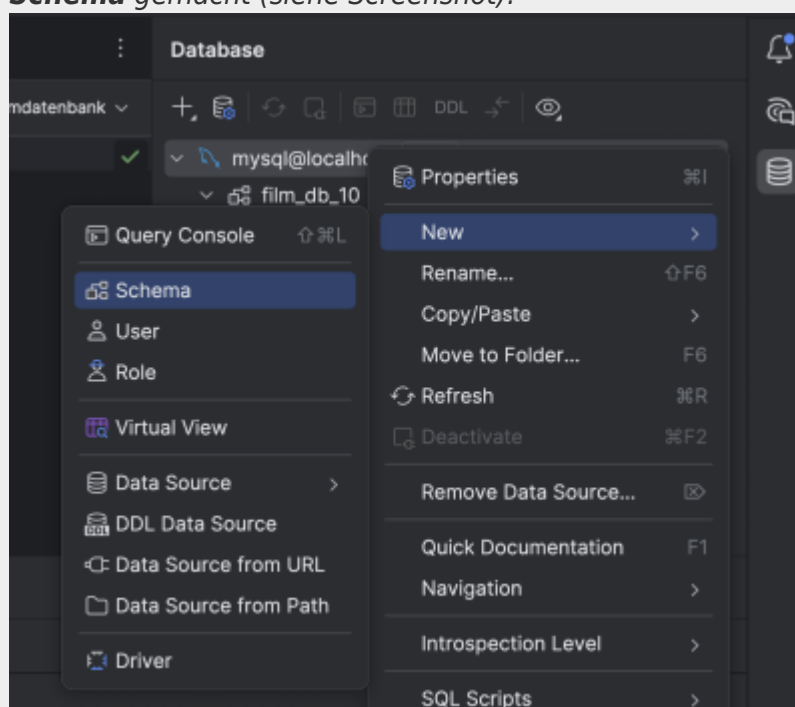 Schema gemacht (siehe Screenshot).
Database
mdatenbank
DDL
mysql@localho
film_db_10
Query Console ⇧⌘L
Schema
User
Role
Virtual View
Data Source
DDL Data Source
Data Source from URL
Data Source from Path
Driver
Properties ⌘I
New
Rename... ⇧F6
Copy/Paste
Move to Folder... F6
Refresh ⌘R
Deactivate ⌘F2
Remove Data Source... ⌦
Quick Documentation F1
Navigation
Introspection Level
SQL Scripts